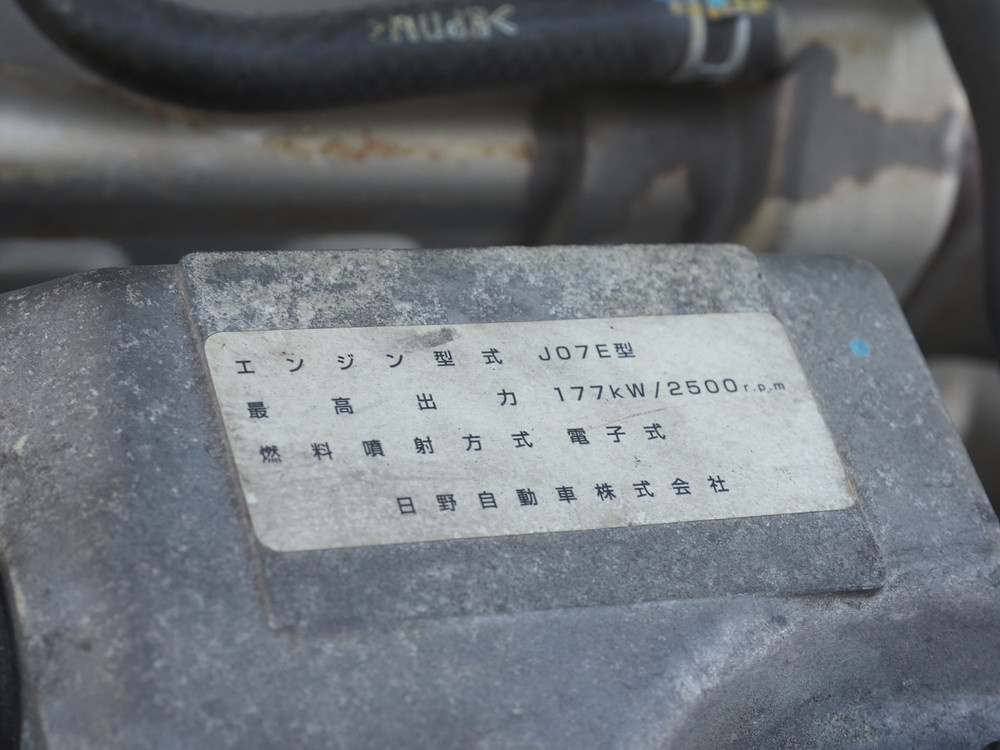 >EPDM<
エンジン型式 J07E型
最高出力 177kW/2500r.p.m
燃料噴射方式 電子式
日野自動車株式会社